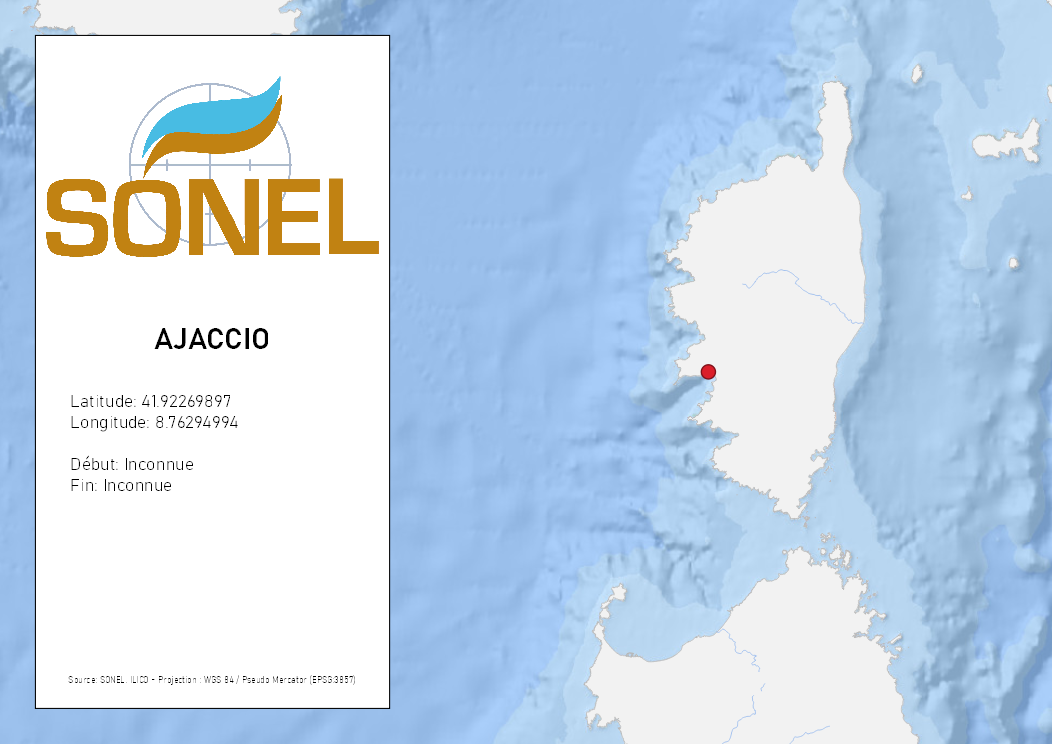 SONEL
AJACCIO
Latitude: 41.92269897
Longitude: 8.76294994
Début: Inconnue
Fin: Inconnue
Source: SONEL, ILICO - Projection : WGS 84 / Pseudo Mercator (EPSG:3857)